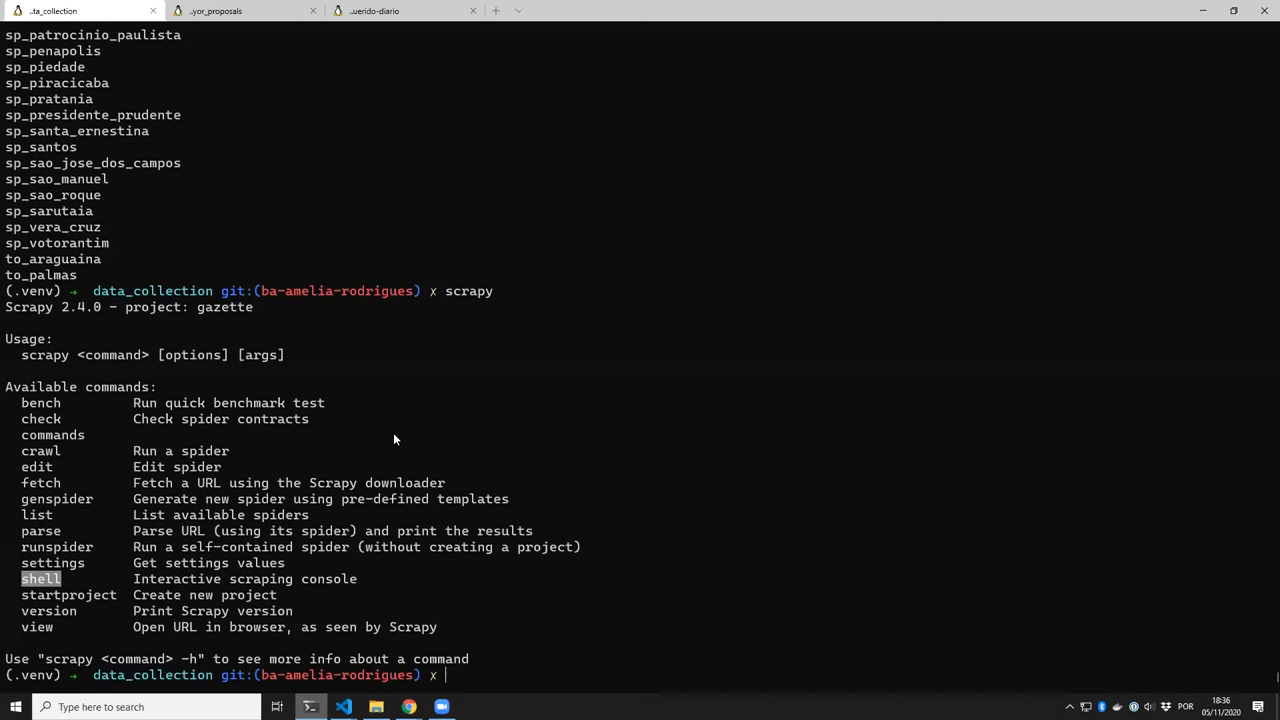 ..ta_collection
..yor_proposals
..uerido-diario
sp_patrocinio_paulista
sp_penapolis
sp_piedade
sp_piracicaba
sp_pratania
sp_presidente_prudente
sp_santa_ernestina
sp_santos
sp_sao_jose_dos_campos
sp_sao_manuel
sp_sao_roque
sp_sarutaia
sp_vera_cruz
sp_votorantim
to_araguaina
to_palmas
(.venv) → data_collection git:(ba-amelia-rodrigues) ✗ scrapy
Scrapy 2.4.0 - project: gazette
Usage:
scrapy <command> [options] [args]
Available commands:
bench Run quick benchmark test
check Check spider contracts
commands
crawl Run a spider
edit Edit spider
fetch Fetch a URL using the Scrapy downloader
genspider Generate new spider using pre-defined templates
list List available spiders
parse Parse URL (using its spider) and print the results
runspider Run a self-contained spider (without creating a project)
settings Get settings values
shell Interactive scraping console
startproject Create new project
version Print Scrapy version
view Open URL in browser, as seen by Scrapy
Use "scrapy <command> -h" to see more info about a command
(.venv) → data_collection git:(ba-amelia-rodrigues) ✗
Type here to search
POR
18:36
05/11/2020